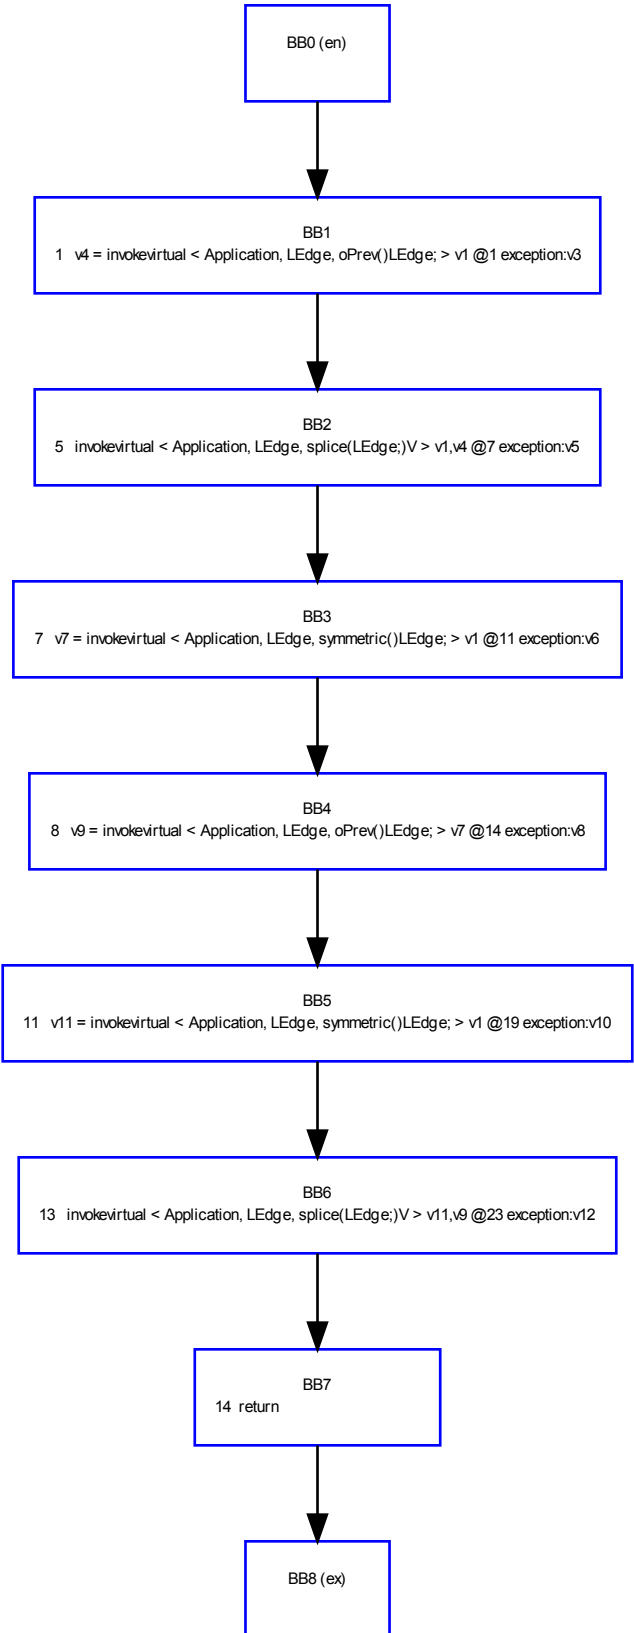 BB0 (en)
BB1
1 v4 = invokevirtual < Application, LEdge, oPrev()LEdge; > v1 @1 exception:v3
BB2
5 invokevirtual < Application, LEdge, splice(LEdge;)V > v1,v4 @7 exception:v5
BB3
7 v7 = invokevirtual < Application, LEdge, symmetric()LEdge; > v1 @11 exception:v6
BB4
8 v9 = invokevirtual < Application, LEdge, oPrev()LEdge; > v7 @14 exception:v8
BB5
11 v11 = invokevirtual < Application, LEdge, symmetric()LEdge; > v1 @19 exception:v10
BB6
13 invokevirtual < Application, LEdge, splice(LEdge;)V > v11,v9 @23 exception:v12
BB7
14 return
BB8 (ex)